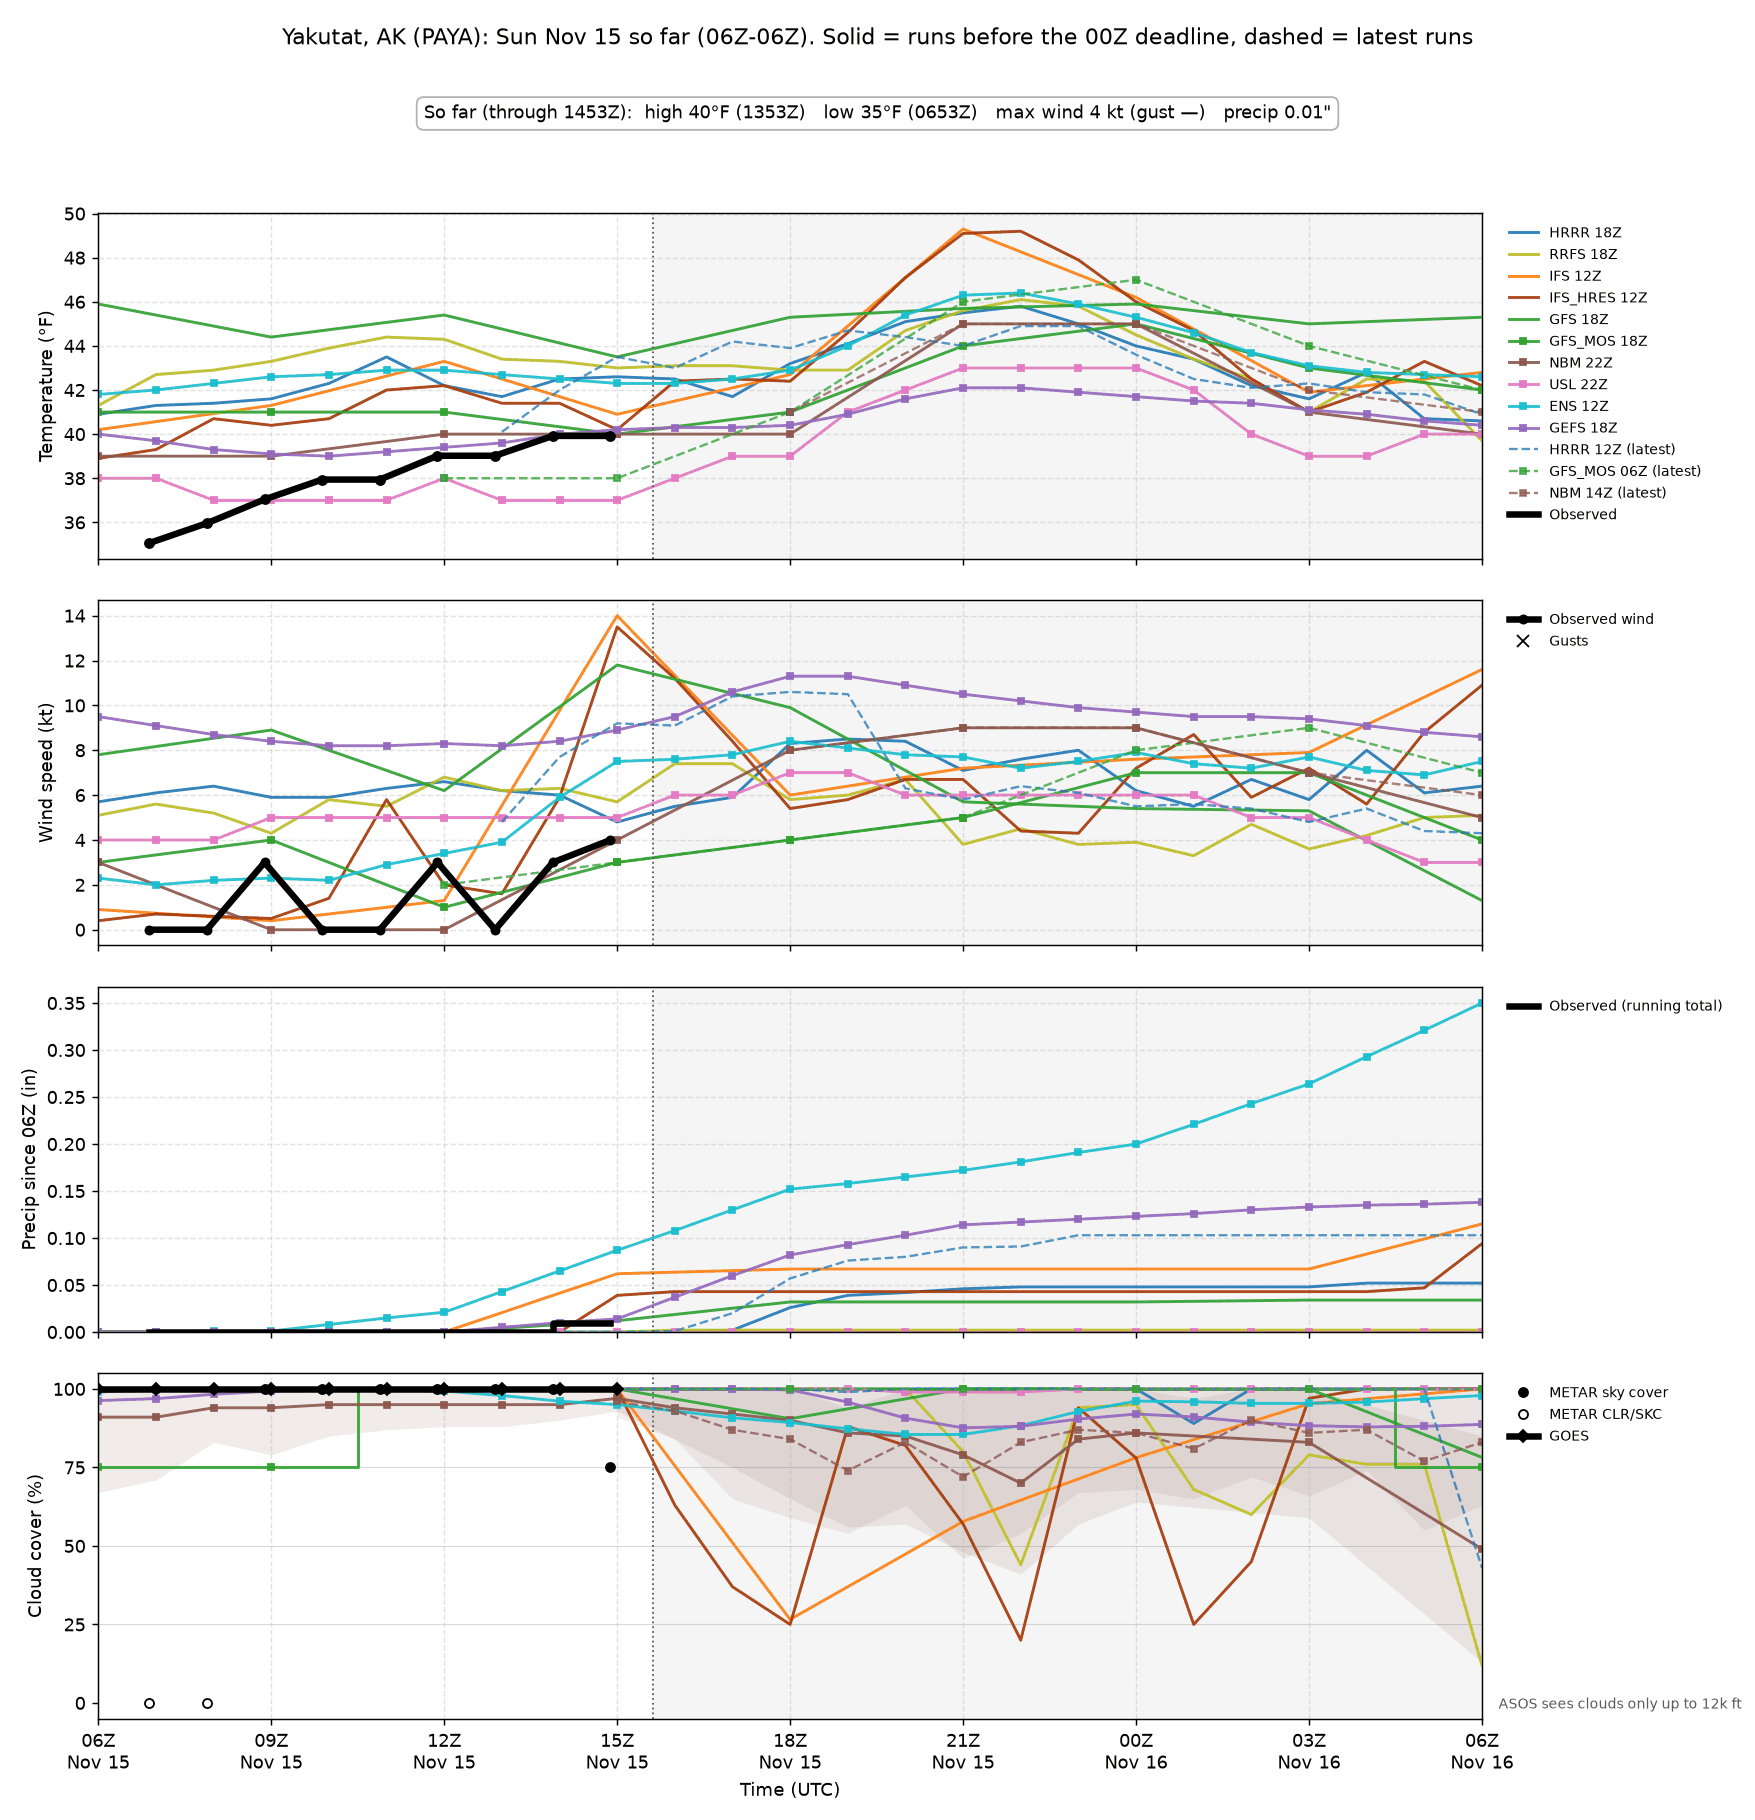 Yakutat, AK (PAYA): Sun Nov 15 so far (06Z-06Z). Solid = runs before the 00Z deadline, dashed = latest runs
So far (through 1453Z):  high 40°F (1353Z)   low 35°F (0653Z)   max wind 4 kt (gust —)   precip 0.01"
Temperature (°F)
50
48
46
44
42
40
38
36
HRRR 18Z
RRFS 18Z
IFS 12Z
IFS_HRES 12Z
GFS 18Z
GFS_MOS 18Z
NBM 22Z
USL 22Z
ENS 12Z
GEFS 18Z
HRRR 12Z (latest)
GFS_MOS 06Z (latest)
NBM 14Z (latest)
Observed
Wind speed (kt)
14
12
10
8
6
4
2
0
Observed wind
Gusts
Precip since 06Z (in)
0.35
0.30
0.25
0.20
0.15
0.10
0.05
0.00
Observed (running total)
Cloud cover (%)
100
75
50
25
0
METAR sky cover
METAR CLR/SKC
GOES
ASOS sees clouds only up to 12k ft
06Z 09Z 12Z 15Z 18Z 21Z 00Z 03Z 06Z
Nov 15 Nov 15 Nov 15 Nov 15 Nov 15 Nov 15 Nov 16 Nov 16 Nov 16
Time (UTC)